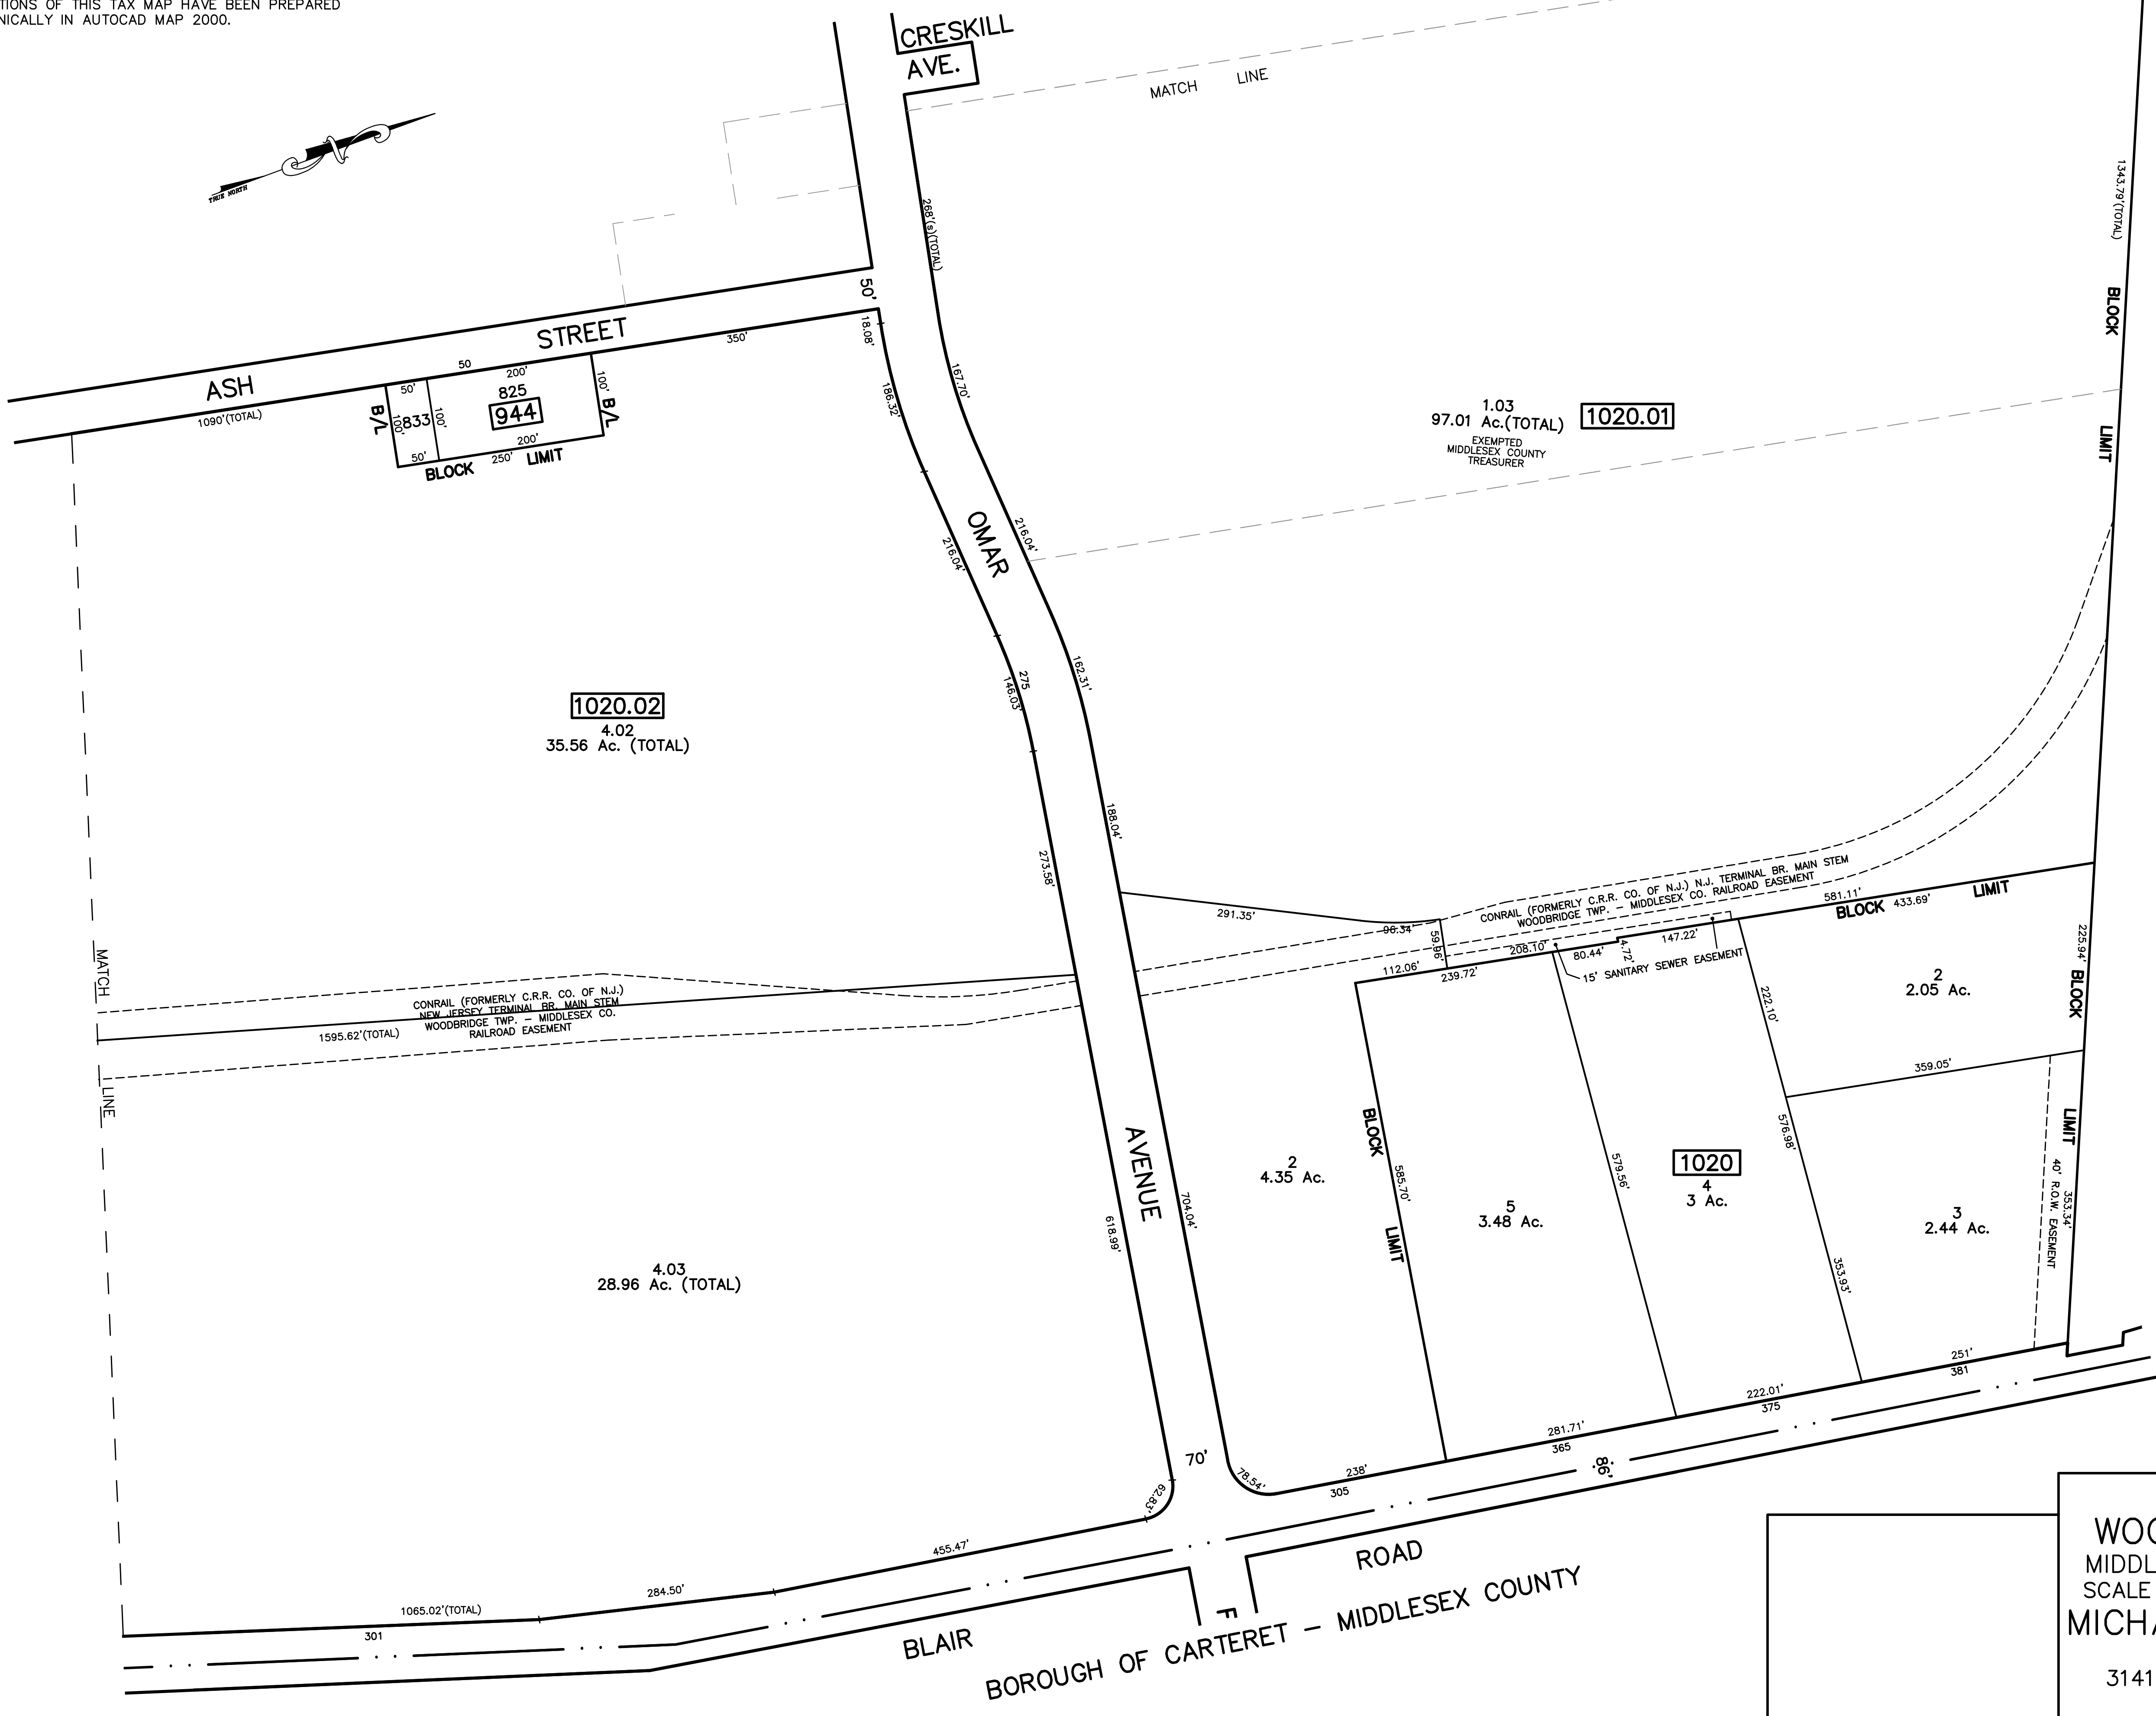 TIONS OF THIS TAX MAP HAVE BEEN PREPARED
NICALLY IN AUTOCAD MAP 2000.
CRESKILL
AVE.
MATCH LINE
TRUE NORTH
N
268'(s)(TOTAL)
1343.79'(TOTAL)
BLOCK
LIMIT
50'
18.08'
STREET
350'
ASH
1090'(TOTAL)
50
50'
200'
825
944
833
100'
100'
100'
B/L
B/L
50'
200'
250'
BLOCK LIMIT
186.32'
167.70'
1.03
97.01 Ac.(TOTAL)
1020.01
EXEMPTED
MIDDLESEX COUNTY
TREASURER
OMAR
216.04'
216.04'
275
146.03'
162.31'
1020.02
4.02
35.56 Ac. (TOTAL)
188.04'
273.58'
CONRAIL (FORMERLY C.R.R. CO. OF N.J.) N.J. TERMINAL BR. MAIN STEM
WOODBRIDGE TWP. - MIDDLESEX CO. RAILROAD EASEMENT
291.35'
96.34'
59.96'
581.11'
BLOCK 433.69' LIMIT
225.94'
BLOCK
112.06'
239.72'
208.10'
80.44'
4.72'
147.22'
15' SANITARY SEWER EASEMENT
2
2.05 Ac.
222.10'
359.05'
MATCH
LINE
CONRAIL (FORMERLY C.R.R. CO. OF N.J.)
NEW JERSEY TERMINAL BR. MAIN STEM
WOODBRIDGE TWP. - MIDDLESEX CO.
RAILROAD EASEMENT
1595.62'(TOTAL)
AVENUE
618.99'
704.04'
2
4.35 Ac.
BLOCK
LIMIT
585.70'
5
3.48 Ac.
579.56'
1020
4
3 Ac.
576.98'
353.93'
3
2.44 Ac.
LIMIT
353.34'
40' R.O.W. EASEMENT
4.03
28.96 Ac. (TOTAL)
251'
381
222.01'
375
281.71'
365
86'
238'
305
70'
78.54'
62.83'
455.47'
284.50'
1065.02'(TOTAL)
301
BLAIR
ROAD
F
BOROUGH OF CARTERET - MIDDLESEX COUNTY
WOO
MIDDL
SCALE
MICHA
3141